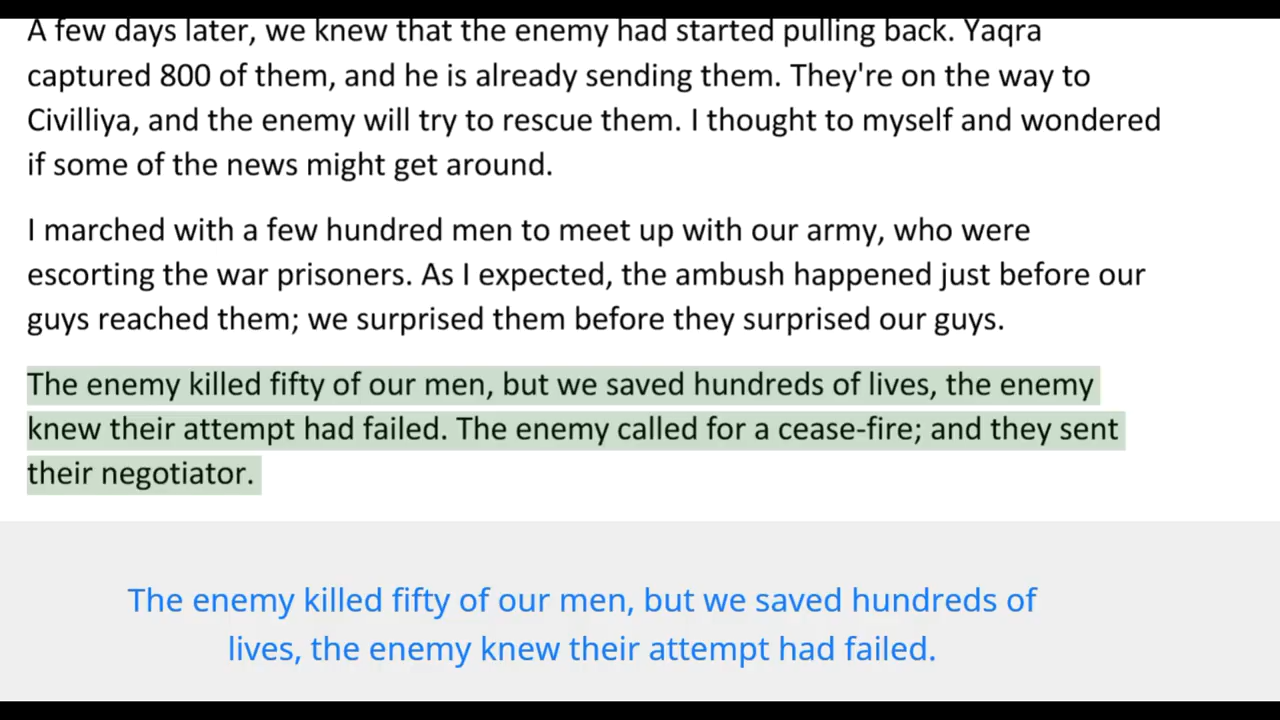 A few days later, we knew that the enemy had started pulling back. Yaqra
captured 800 of them, and he is already sending them. They're on the way to
Civilliya, and the enemy will try to rescue them. I thought to myself and wondered
if some of the news might get around.
I marched with a few hundred men to meet up with our army, who were
escorting the war prisoners. As I expected, the ambush happened just before our
guys reached them; we surprised them before they surprised our guys.
The enemy killed fifty of our men, but we saved hundreds of lives, the enemy
knew their attempt had failed. The enemy called for a cease-fire; and they sent
their negotiator.
The enemy killed fifty of our men, but we saved hundreds of
lives, the enemy knew their attempt had failed.